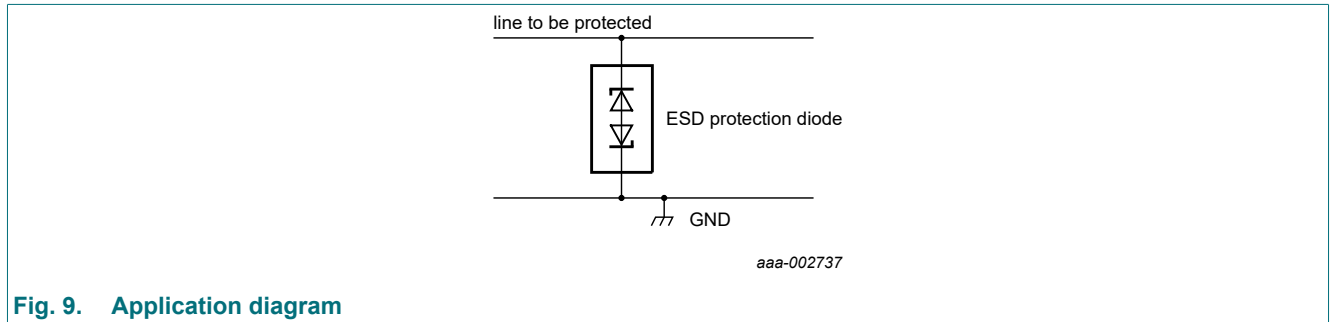 line to be protected
ESD protection diode
GND
aaa-002737
Fig. 9. Application diagram